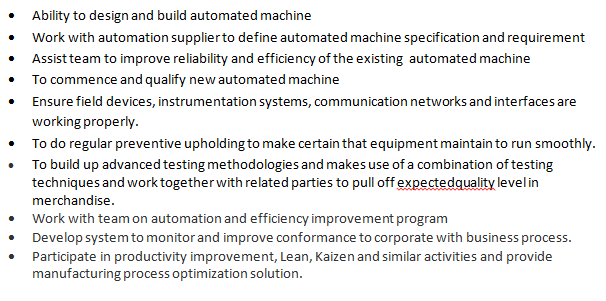 • Ability to design and build automated machine
• Work with automation supplier to define automated machine specification and requirement
• Assist team to improve reliability and efficiency of the existing automated machine
• To commence and qualify new automated machine
• Ensure field devices, instrumentation systems, communication networks and interfaces are
working properly.
• To do regular preventive upholding to make certain that equipment maintain to run smoothly.
• To build up advanced testing methodologies and makes use of a combination of testing
techniques and work together with related parties to pull off expectedquality level in
merchandise.
• Work with team on automation and efficiency improvement program
• Develop system to monitor and improve conformance to corporate with business process.
• Participate in productivity improvement, Lean, Kaizen and similar activities and provide
manufacturing process optimization solution.